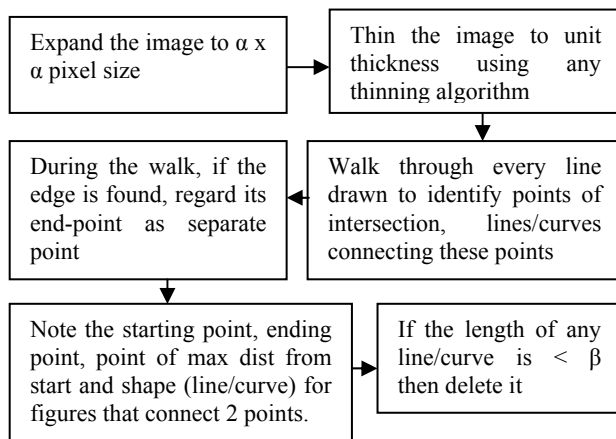 Expand the image to α x
α pixel size
Thin the image to unit
thickness using any
thinning algorithm
Walk through every line
drawn to identify points of
intersection, lines/curves
connecting these points
During the walk, if the
edge is found, regard its
end-point as separate
point
Note the starting point, ending
point, point of max dist from
start and shape (line/curve) for
figures that connect 2 points.
If the length of any
line/curve is < β
then delete it